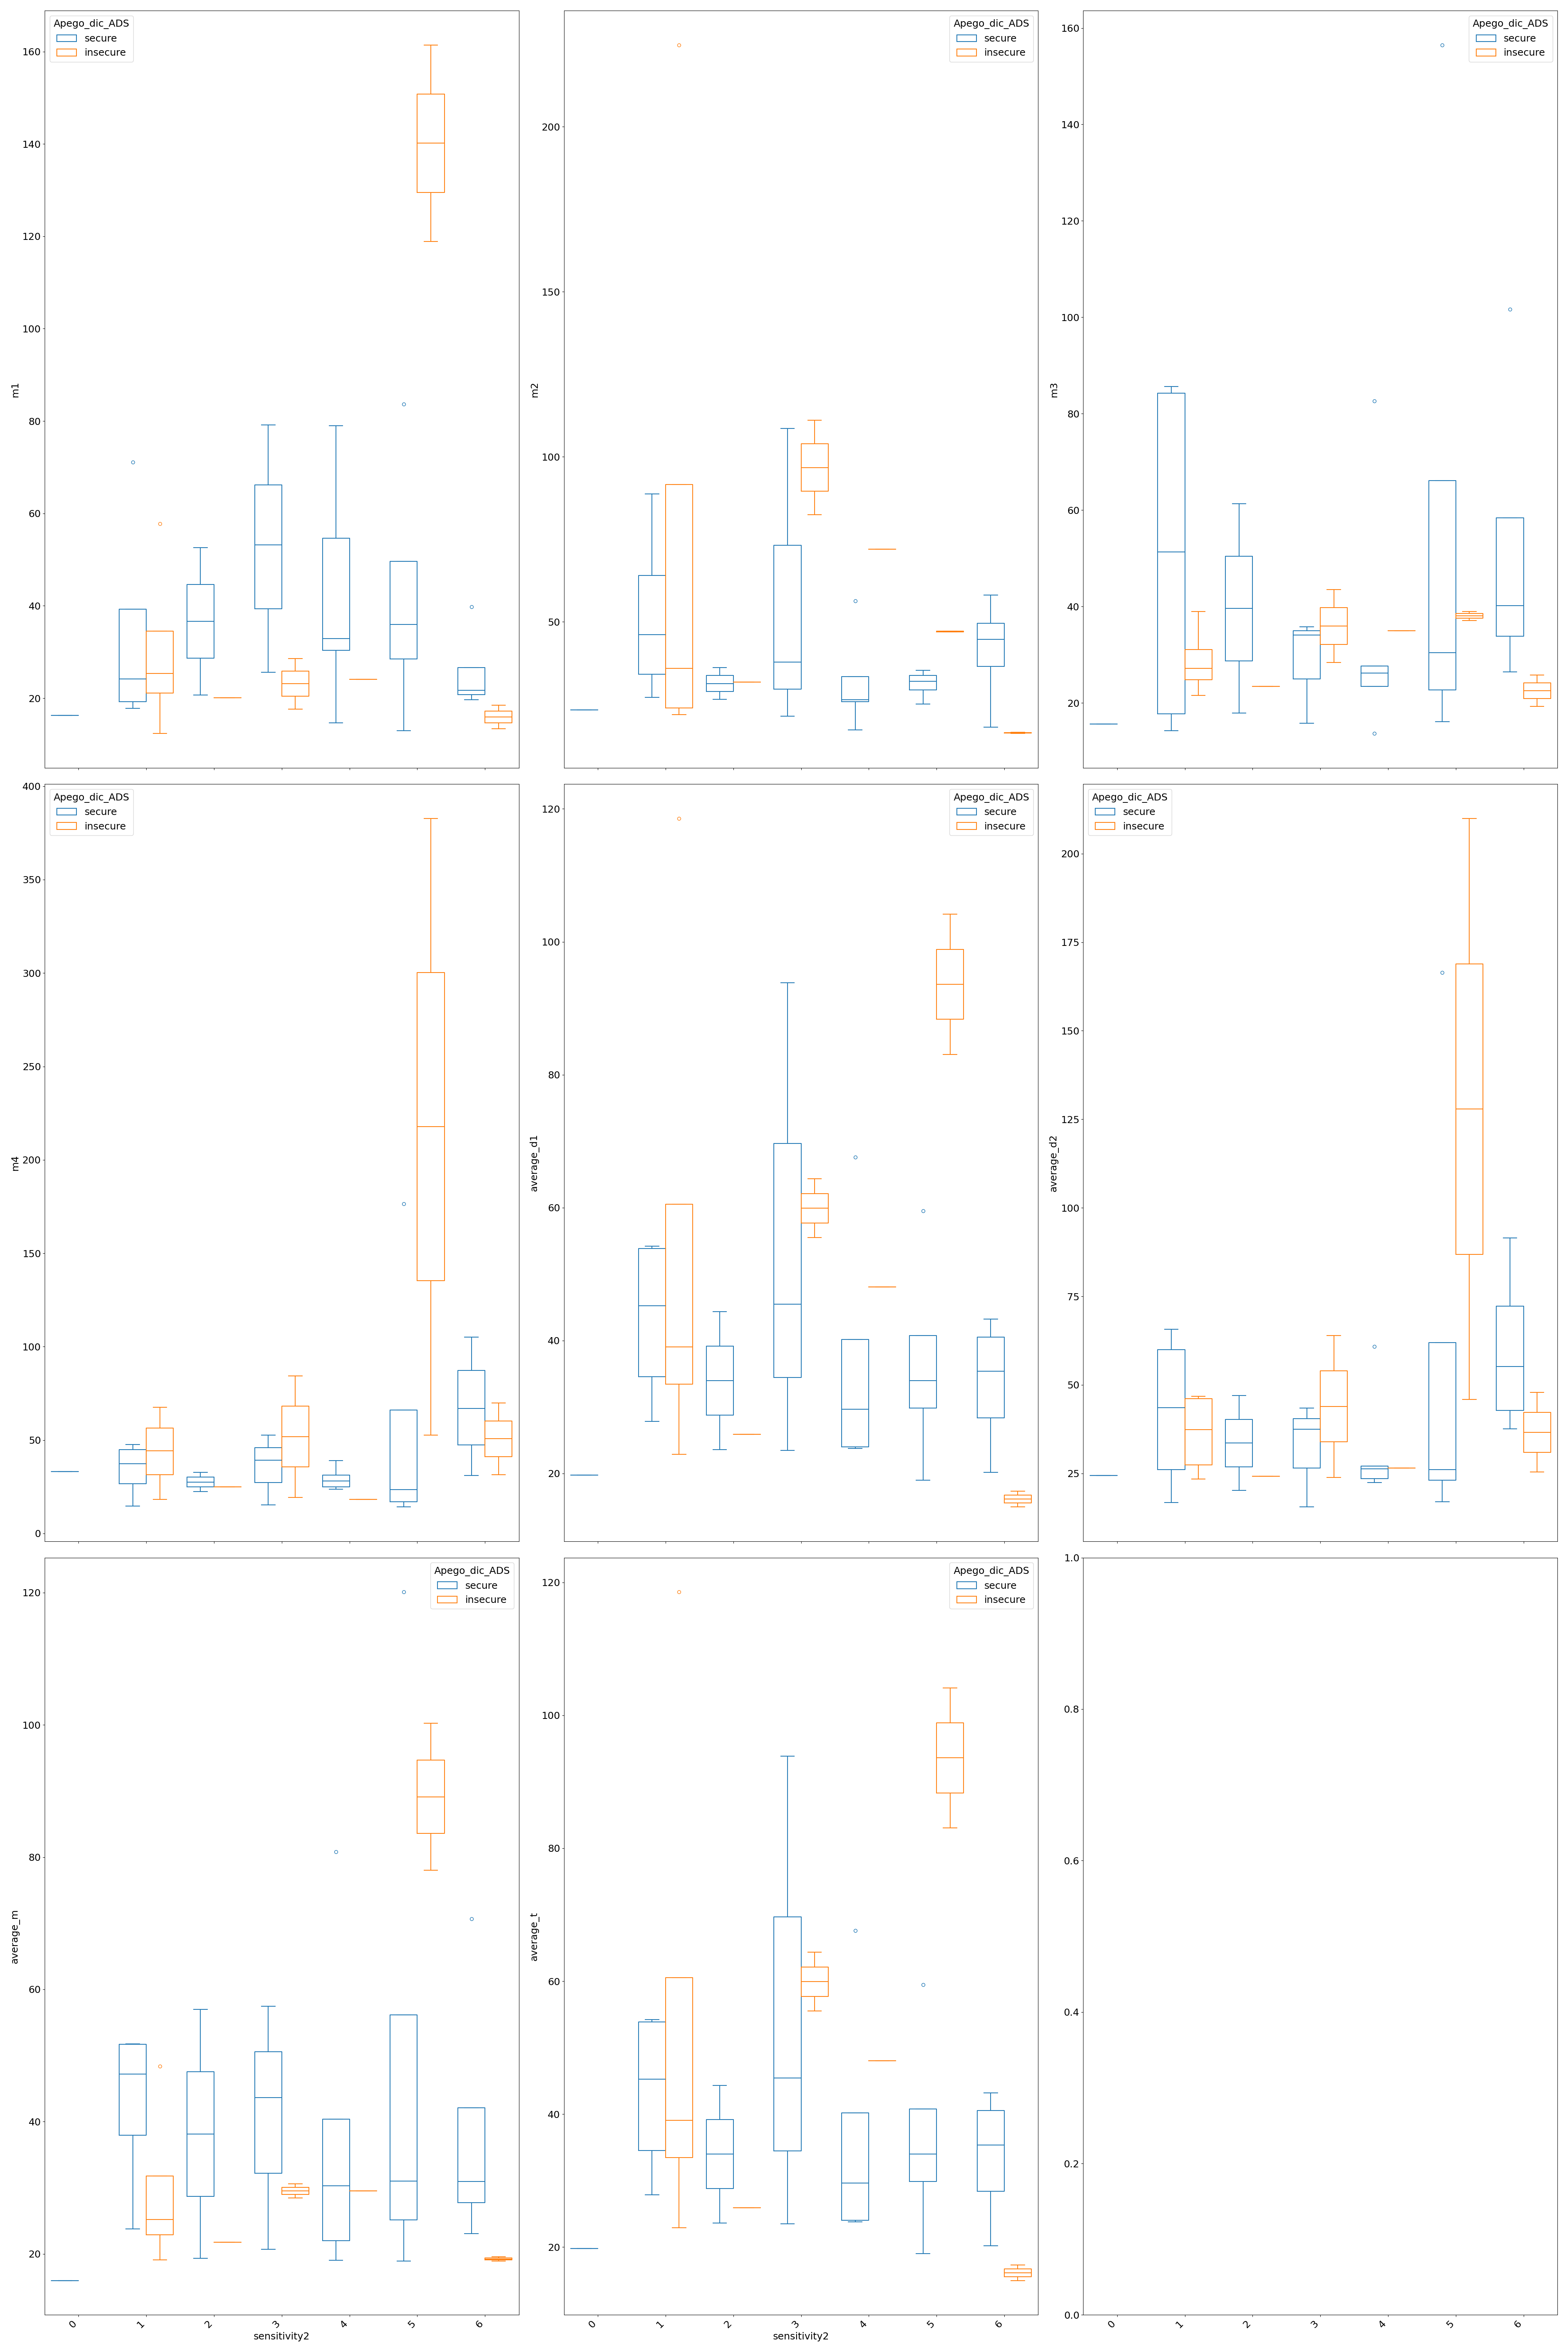 Apego_dic_ADS
secure
insecure
160
140
120
100
80
60
40
20
m1
Apego_dic_ADS
secure
insecure
200
150
100
50
m2
Apego_dic_ADS
secure
insecure
160
140
120
100
80
60
40
20
m3
Apego_dic_ADS
secure
insecure
400
350
300
250
200
150
100
50
0
m4
Apego_dic_ADS
secure
insecure
120
100
80
60
40
20
average_d1
Apego_dic_ADS
secure
insecure
200
175
150
125
100
75
50
25
average_d2
Apego_dic_ADS
secure
insecure
120
100
80
60
40
20
average_m
0 1 2 3 4 5 6
sensitivity2
Apego_dic_ADS
secure
insecure
120
100
80
60
40
20
average_t
0 1 2 3 4 5 6
sensitivity2
1.0
0.8
0.6
0.4
0.2
0.0
0 1 2 3 4 5 6